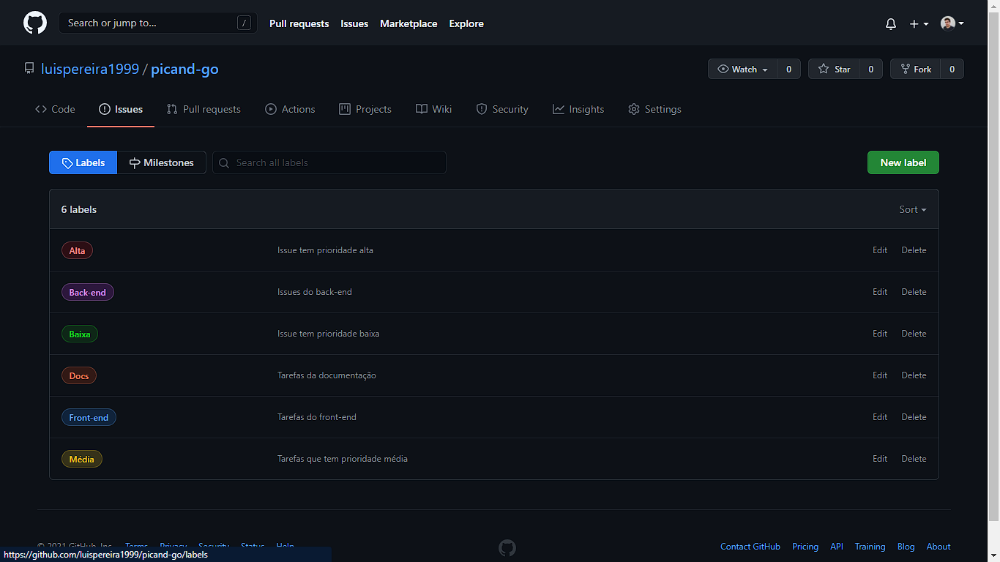 Search or jump to... / Pull requests Issues Marketplace Explore
luispereira1999 / picand-go Watch 0 Star 0 Fork 0
Code Issues Pull requests Actions Projects Wiki Security Insights Settings
Labels Milestones Search all labels New label
6 labels Sort
Alta Issue tem prioridade alta Edit Delete
Back-end Issues do back-end Edit Delete
Baixa Issue tem prioridade baixa Edit Delete
Docs Tarefas da documentação Edit Delete
Front-end Tarefas do front-end Edit Delete
Média Tarefas que tem prioridade média Edit Delete
© 2021 GitHub, Inc. Terms Privacy Security Status Help Contact GitHub Pricing API Training Blog About
https://github.com/luispereira1999/picand-go/labels